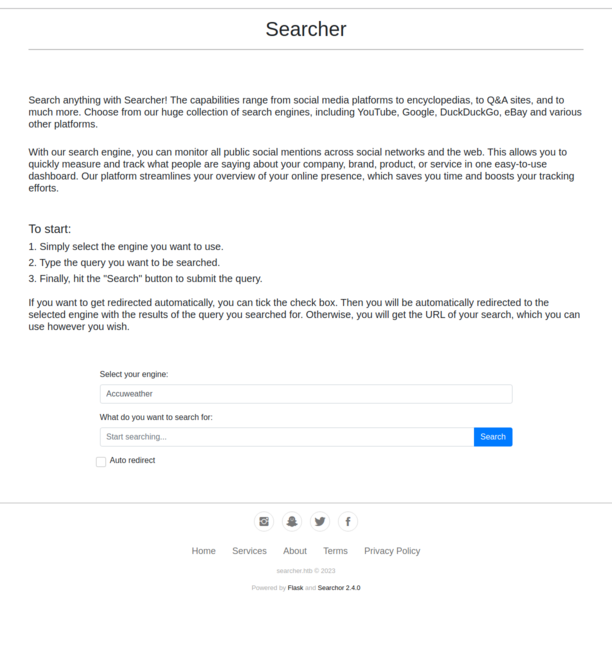 Searcher
Search anything with Searcher! The capabilities range from social media platforms to encyclopedias, to Q&A sites, and to
much more. Choose from our huge collection of search engines, including YouTube, Google, DuckDuckGo, eBay and various
other platforms.
With our search engine, you can monitor all public social mentions across social networks and the web. This allows you to
quickly measure and track what people are saying about your company, brand, product, or service in one easy-to-use
dashboard. Our platform streamlines your overview of your online presence, which saves you time and boosts your tracking
efforts.
To start:
1. Simply select the engine you want to use.
2. Type the query you want to be searched.
3. Finally, hit the "Search" button to submit the query.
If you want to get redirected automatically, you can tick the check box. Then you will be automatically redirected to the
selected engine with the results of the query you searched for. Otherwise, you will get the URL of your search, which you can
use however you wish.
Select your engine:
Accuweather
What do you want to search for:
Start searching... Search
Auto redirect
Home Services About Terms Privacy Policy
searcher.htb © 2023
Powered by Flask and Searchor 2.4.0